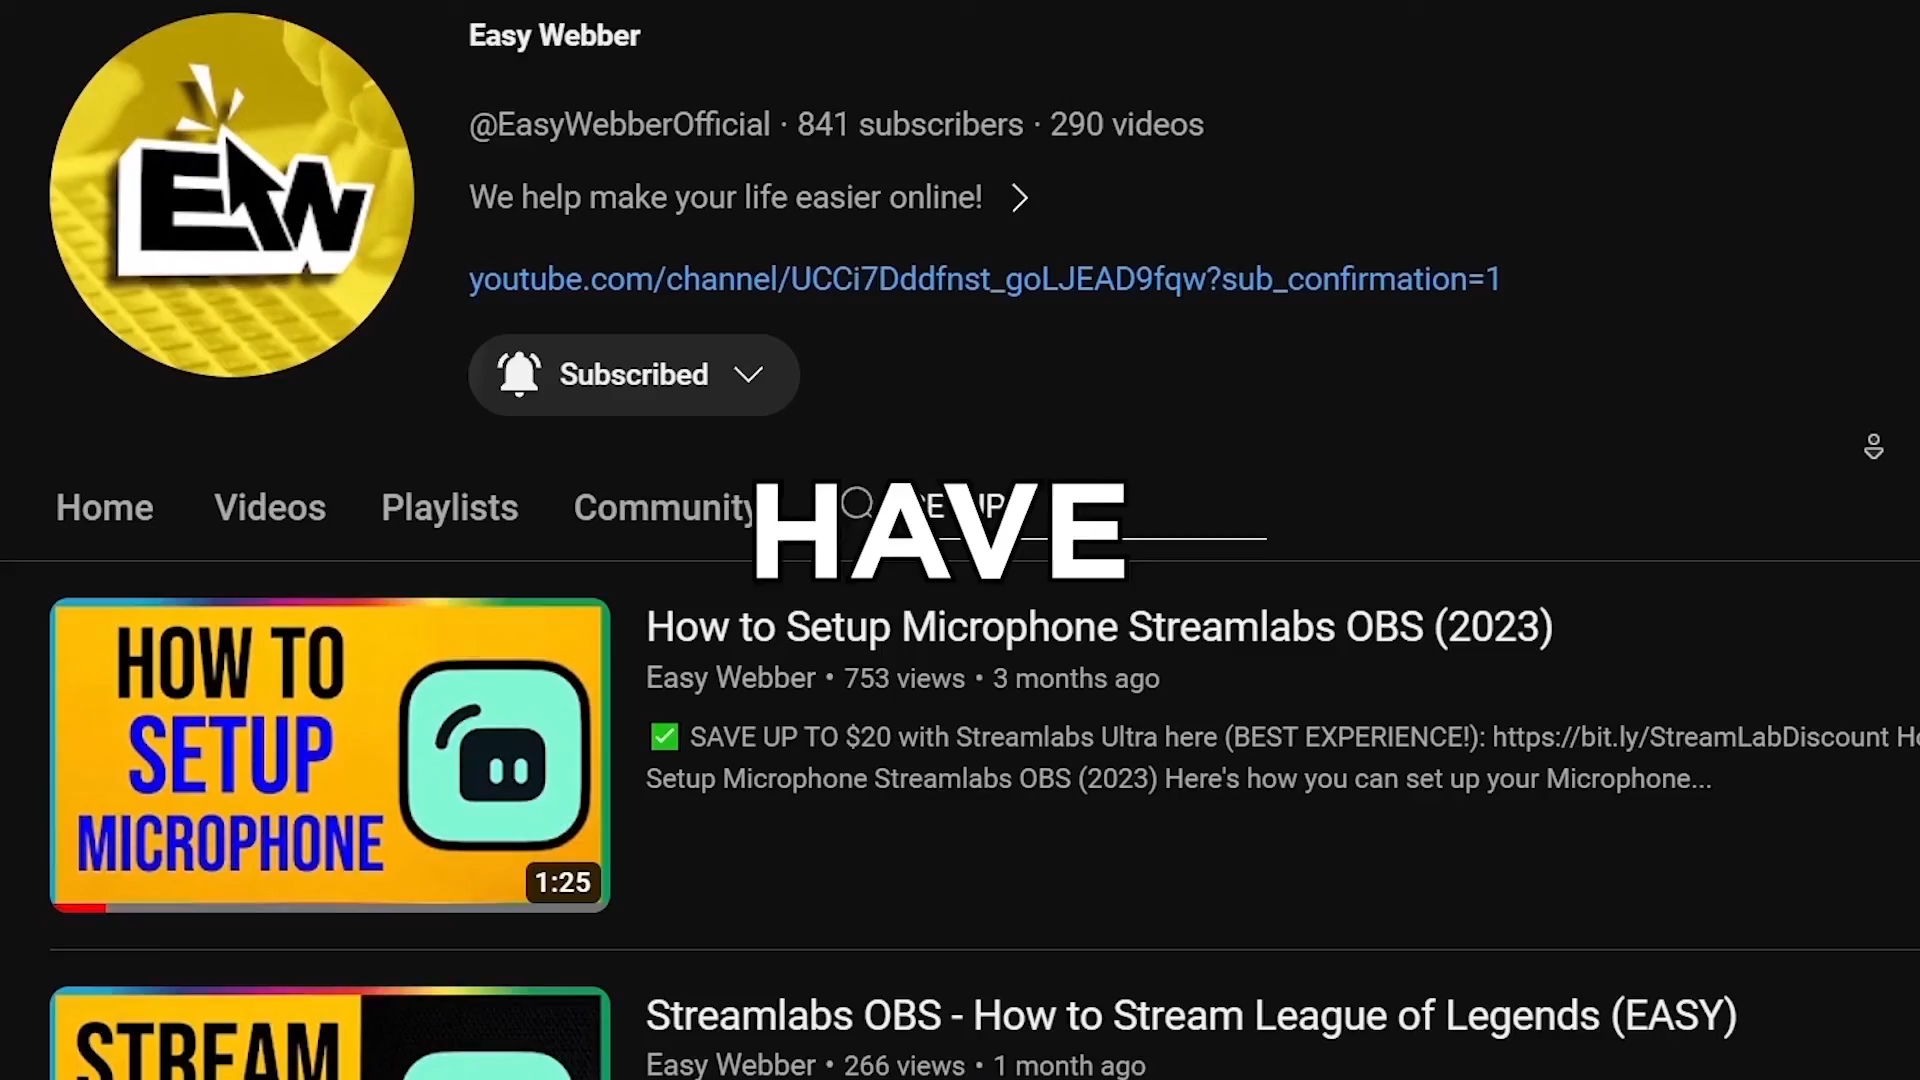 Easy Webber
@EasyWebberOfficial · 841 subscribers · 290 videos
We help make your life easier online!
youtube.com/channel/UCCi7Dddfnst_goLJEAD9fqw?sub_confirmation=1
EW
Subscribed
Home Videos Playlists Community
HAVE
HOW TO
SETUP
MICROPHONE
1:25
How to Setup Microphone Streamlabs OBS (2023)
Easy Webber • 753 views • 3 months ago
✅ SAVE UP TO $20 with Streamlabs Ultra here (BEST EXPERIENCE!): https://bit.ly/StreamLabDiscount
Setup Microphone Streamlabs OBS (2023) Here's how you can set up your Microphone...
STREAM
Streamlabs OBS - How to Stream League of Legends (EASY)
Easy Webber • 266 views • 1 month ago